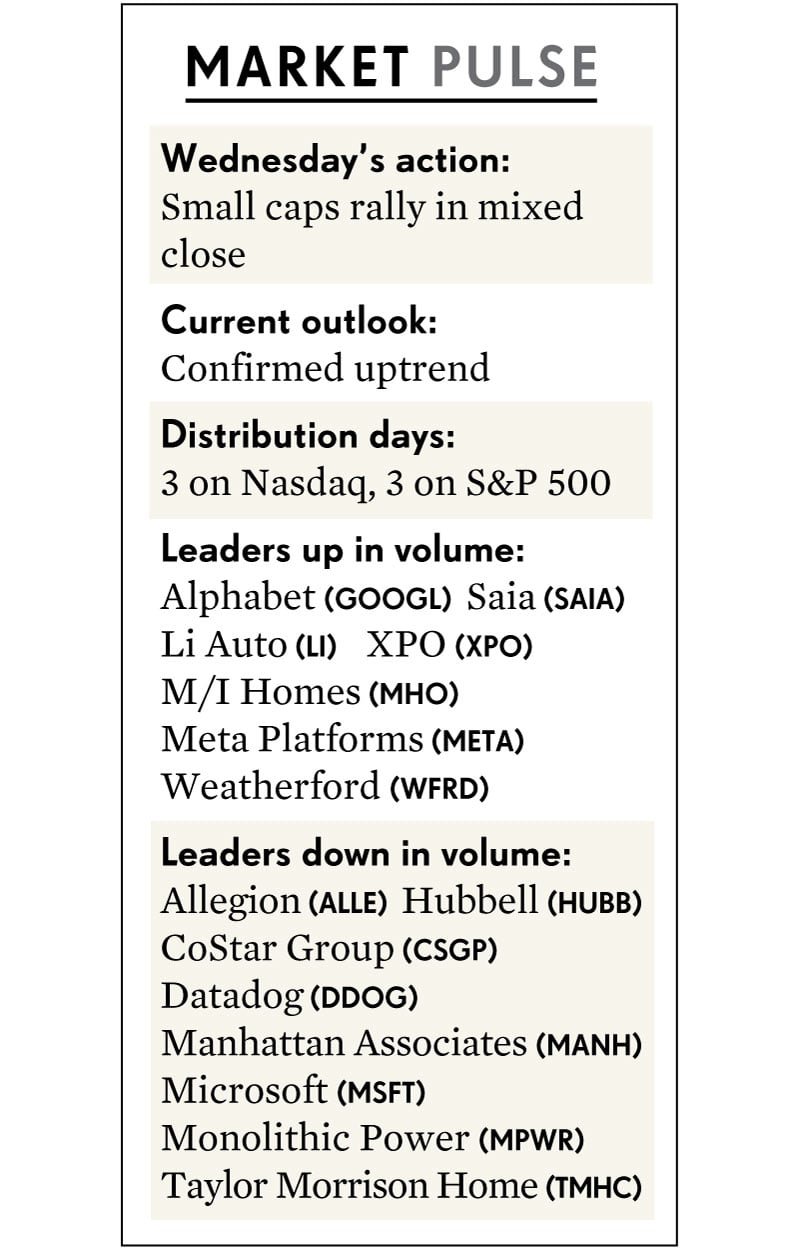 MARKET PULSE
Wednesday’s action:
Small caps rally in mixed
close
Current outlook:
Confirmed uptrend
Distribution days:
3 on Nasdaq, 3 on S&P 500
Leaders up in volume:
Alphabet (GOOGL) Saia (SAIA)
Li Auto (LI) XPO (XPO)
M/I Homes (MHO)
Meta Platforms (META)
Weatherford (WFRD)
Leaders down in volume:
Allegion (ALLE) Hubbell (HUBB)
CoStar Group (CSGP)
Datadog (DDOG)
Manhattan Associates (MANH)
Microsoft (MSFT)
Monolithic Power (MPWR)
Taylor Morrison Home (TMHC)